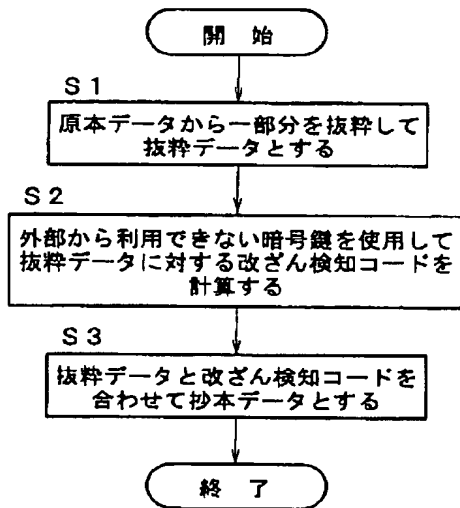 開 始
S1
原本データから一部分を抜粋して
抜粋データとする
S2
外部から利用できない暗号鍵を使用して
抜粋データに対する改ざん検知コードを
計算する
S3
抜粋データと改ざん検知コードを
合わせて抄本データとする
終 了